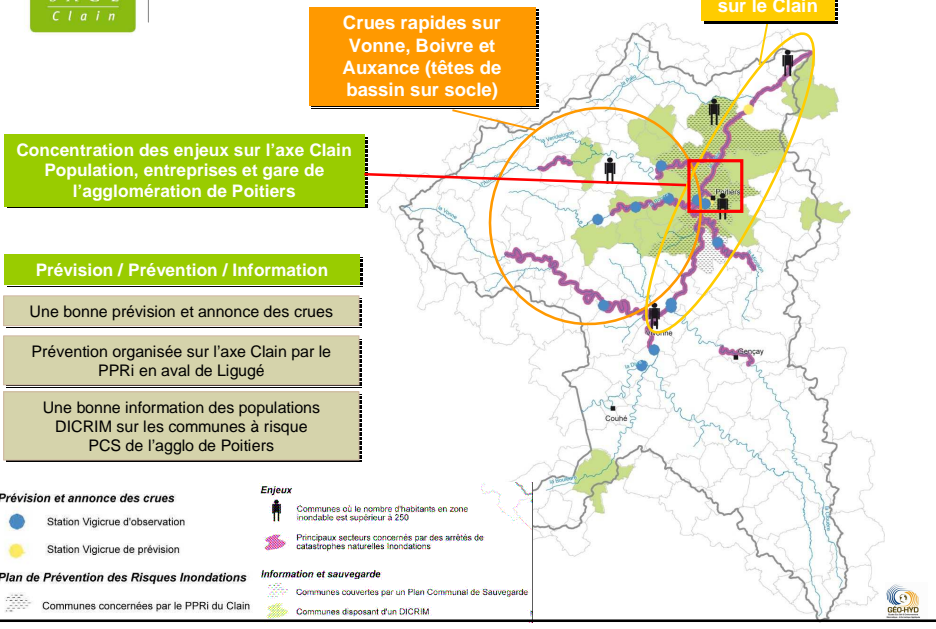 Clain
sur le Clain
Crues rapides sur
Vonne, Boivre et
Auxance (têtes de
bassin sur socle)
Concentration des enjeux sur l'axe Clain
Population, entreprises et gare de
l'agglomération de Poitiers
Prévision / Prévention / Information
Une bonne prévision et annonce des crues
Prévention organisée sur l'axe Clain par le
PPRi en aval de Ligugé
Une bonne information des populations
DICRIM sur les communes à risque
PCS de l'agglo de Poitiers
la Pallu
la Vendelogne
la Vonne
Poitiers
Gençay
Couhé
Prévision et annonce des crues
Station Vigicrue d'observation
Station Vigicrue de prévision
Plan de Prévention des Risques Inondations
Communes concernées par le PPRi du Clain
Enjeux
Communes où le nombre d'habitants en zone
inondable est supérieur à 250
Principaux secteurs concernés par des arrêtés de
catastrophes naturelles Inondations
Information et sauvegarde
Communes couvertes par un Plan Communal de Sauvegarde
Communes disposant d'un DICRIM
GEO-HYD